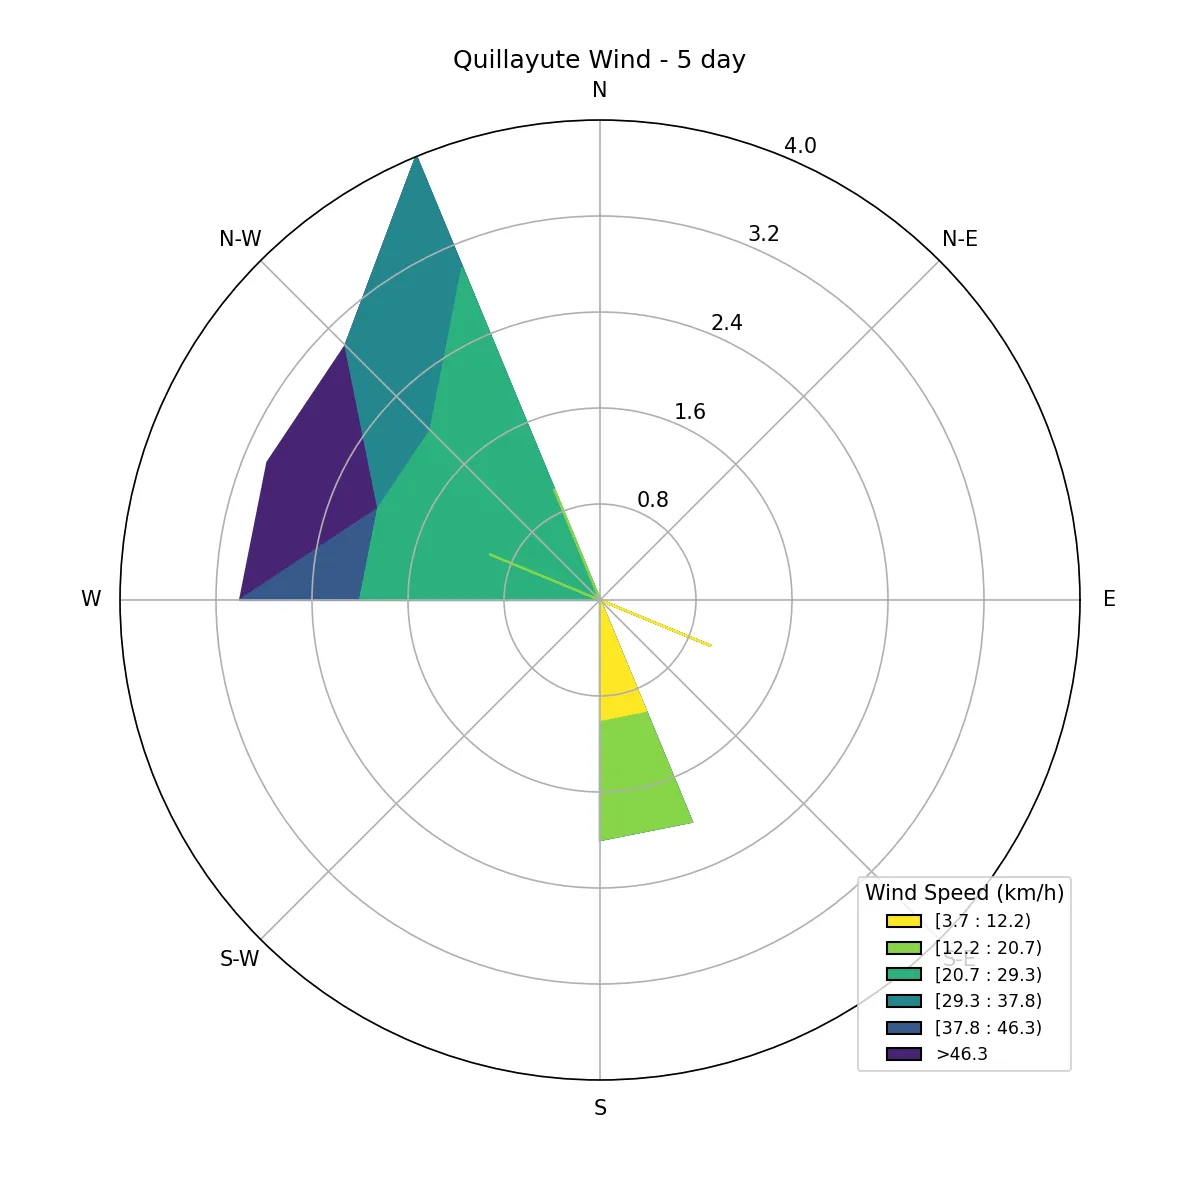 Quillayute Wind - 5 day
N
4.0
N-W
3.2
N-E
2.4
1.6
0.8
W
E
Wind Speed (km/h)
[3.7 : 12.2)
[12.2 : 20.7)
[20.7 : 29.3)
[29.3 : 37.8)
[37.8 : 46.3)
>46.3
S-W
S-E
S